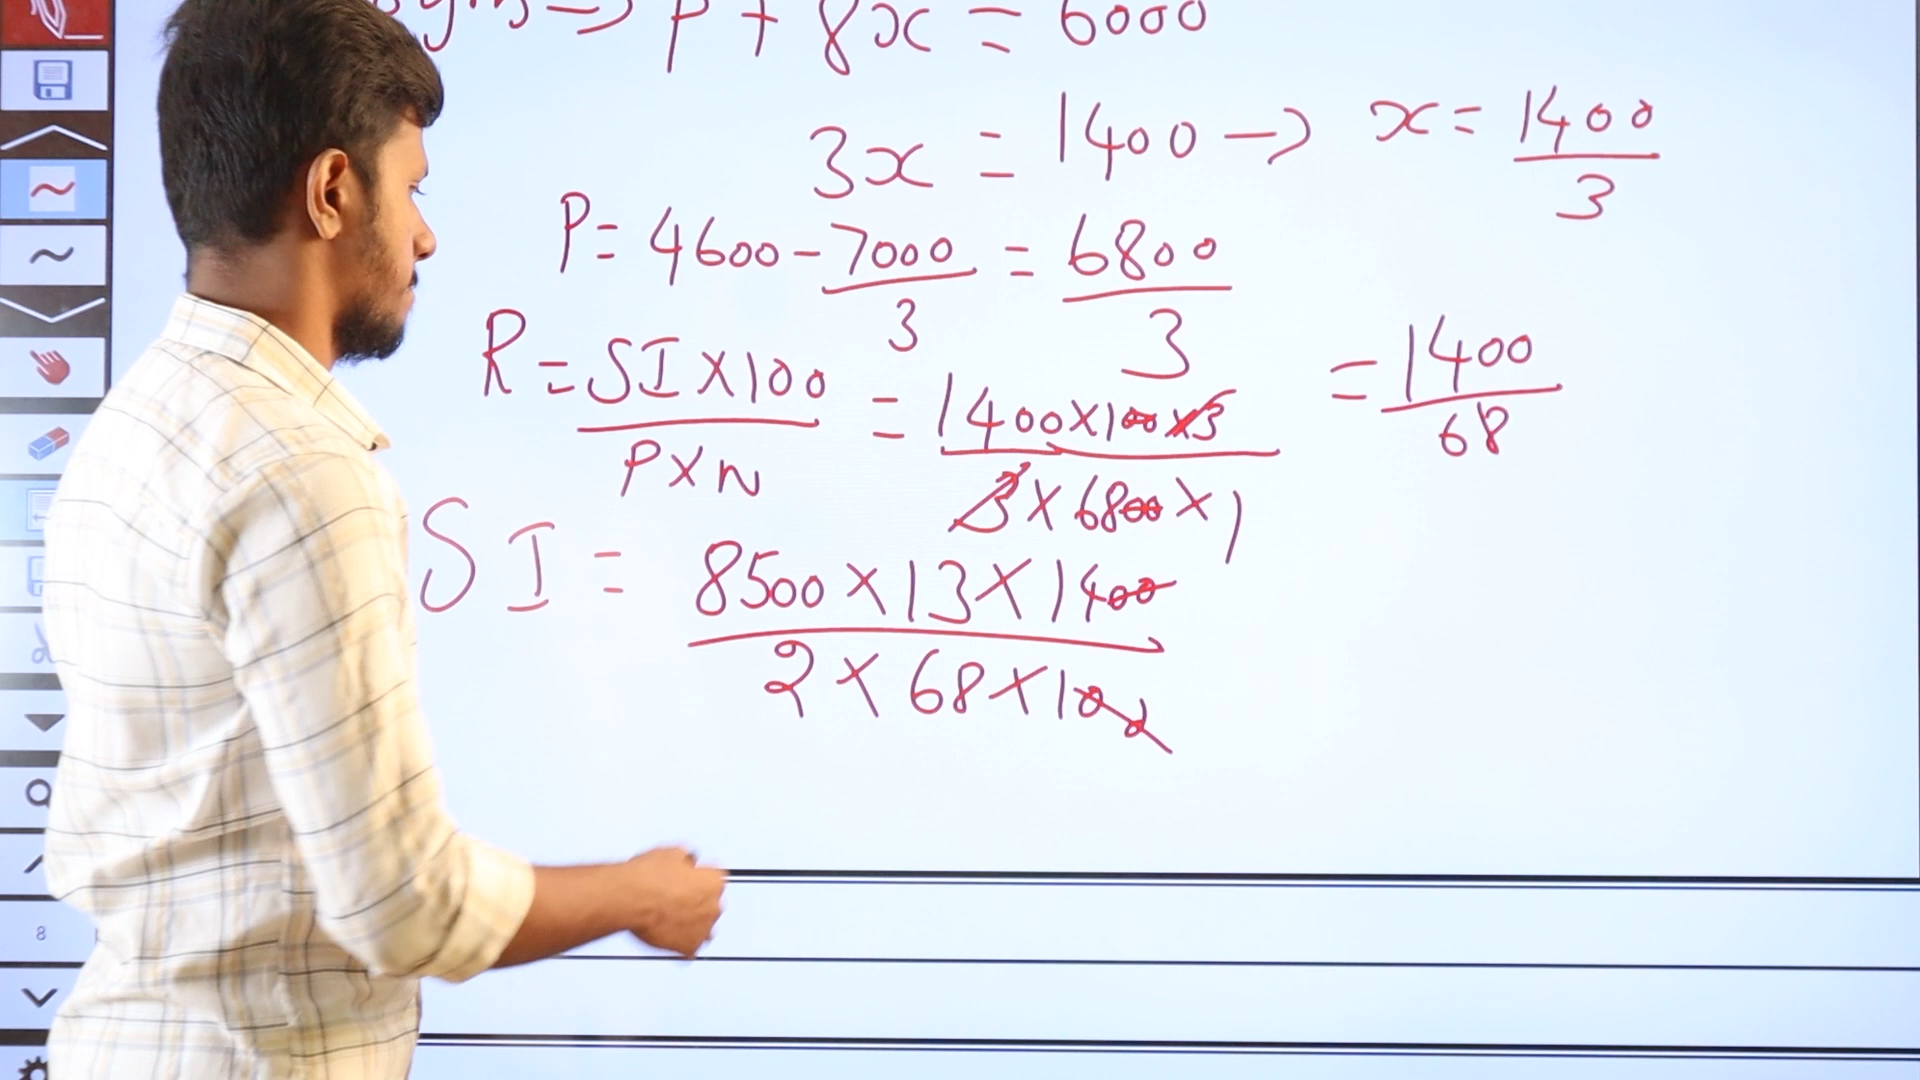 P + 8x = 6000
3x = 1400 → x = 1400/3
P = 4600 - 7000/3 = 6800/3
R = SI X 100 / P X N = 1400 X 100 X 3 / 3 X 6800 X 1 = 1400/68
SI = 8500 X 13 X 1400 / 2 X 68 X 100
8